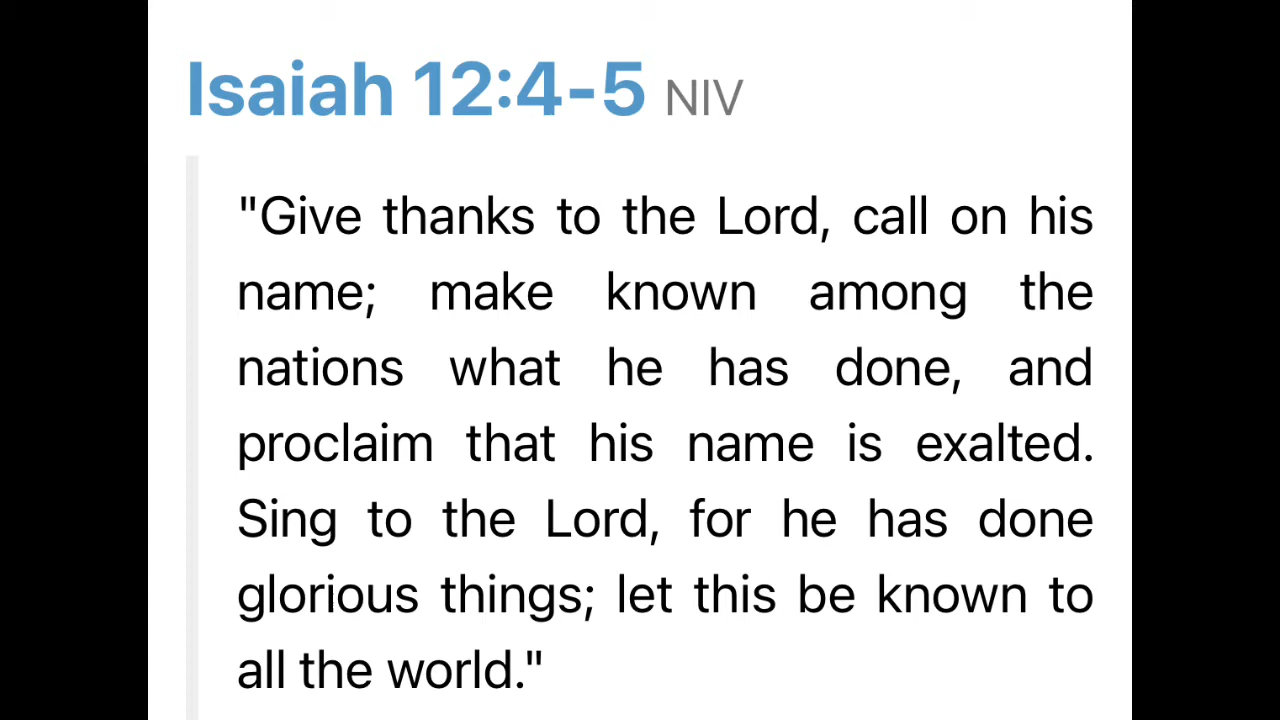 Isaiah 12:4-5 NIV
"Give thanks to the Lord, call on his
name; make known among the
nations what he has done, and
proclaim that his name is exalted.
Sing to the Lord, for he has done
glorious things; let this be known to
all the world."